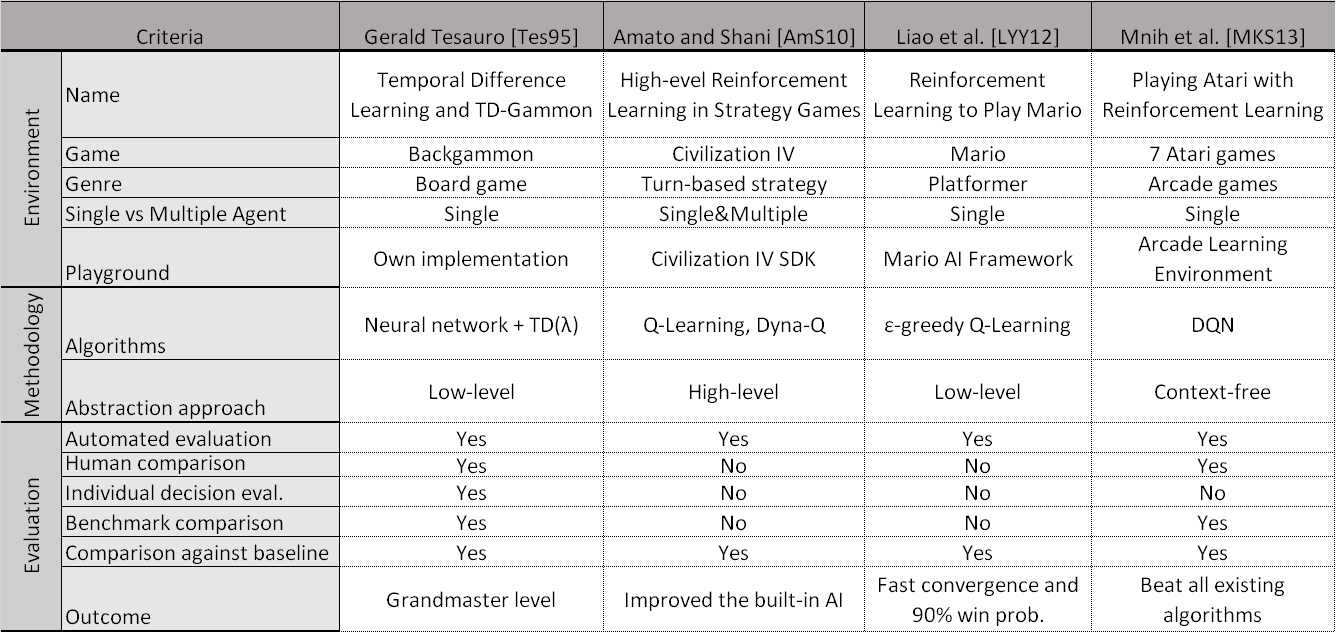 Criteria Gerald Tesauro [Tes95] Amato and Shani [AmS10] Liao et al. [LYY12] Mnih et al. [MKS13]
Environment
Name
Temporal Difference
Learning and TD-Gammon
High-evel Reinforcement
Learning in Strategy Games
Reinforcement
Learning to Play Mario
Playing Atari with
Reinforcement Learning
Game Backgammon Civilization IV Mario 7 Atari games
Genre Board game Turn-based strategy Platformer Arcade games
Single vs Multiple Agent Single Single&Multiple Single Single
Playground Own implementation Civilization IV SDK Mario AI Framework
Arcade Learning
Environment
Methodology
Algorithms Neural network + TD(λ) Q-Learning, Dyna-Q ε-greedy Q-Learning DQN
Abstraction approach Low-level High-level Low-level Context-free
Evaluation
Automated evaluation Yes Yes Yes Yes
Human comparison Yes No No Yes
Individual decision eval. Yes No No No
Benchmark comparison Yes No No Yes
Comparison against baseline Yes Yes Yes Yes
Outcome Grandmaster level Improved the built-in AI
Fast convergence and
90% win prob.
Beat all existing
algorithms